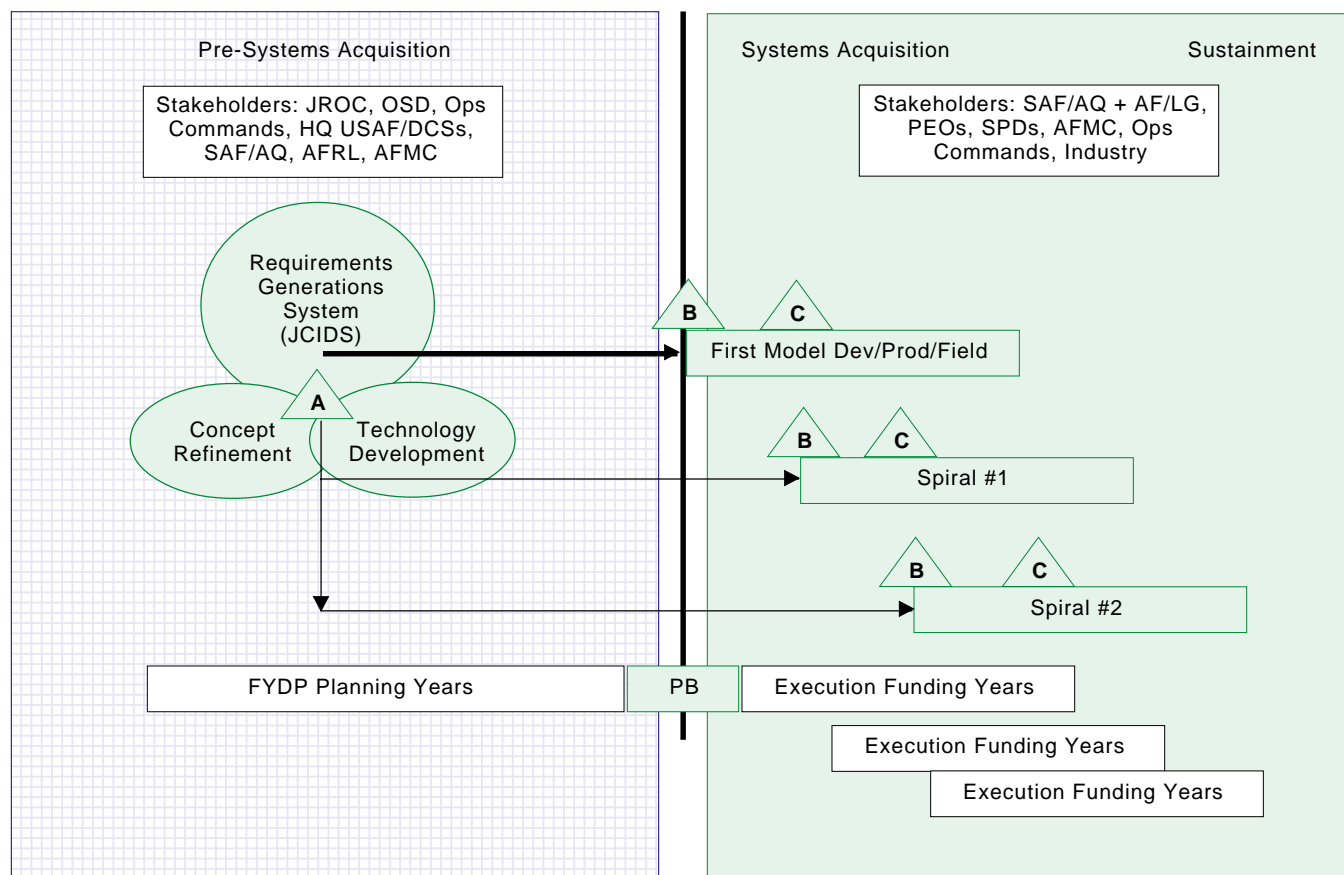 Pre-Systems Acquisition
Systems Acquisition
Sustainment
Stakeholders: JROC, OSD, Ops
Commands, HQ USAF/DCSs,
SAF/AQ, AFRL, AFMC
Stakeholders: SAF/AQ + AF/LG,
PEOs, SPDs, AFMC, Ops
Commands, Industry
Requirements
Generations
System
(JCIDS)
B
C
First Model Dev/Prod/Field
A
Concept
Refinement
Technology
Development
B
C
Spiral #1
B
C
Spiral #2
FYDP Planning Years
PB
Execution Funding Years
Execution Funding Years
Execution Funding Years